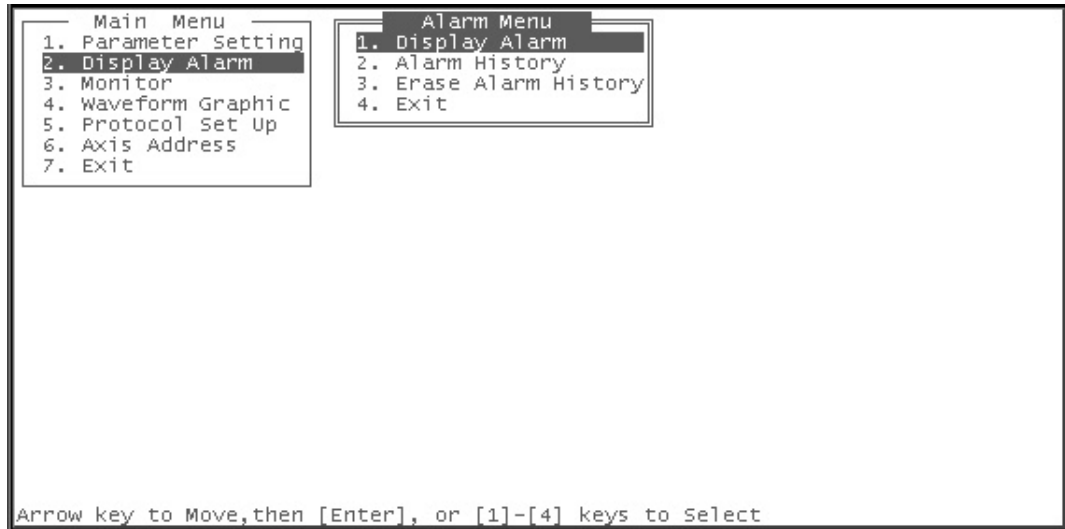 Main Menu
1. Parameter Setting
2. Display Alarm
3. Monitor
4. Waveform Graphic
5. Protocol Set Up
6. Axis Address
7. Exit
Alarm Menu
1. Display Alarm
2. Alarm History
3. Erase Alarm History
4. Exit
Arrow key to Move,then [Enter], or [1]-[4] keys to Select